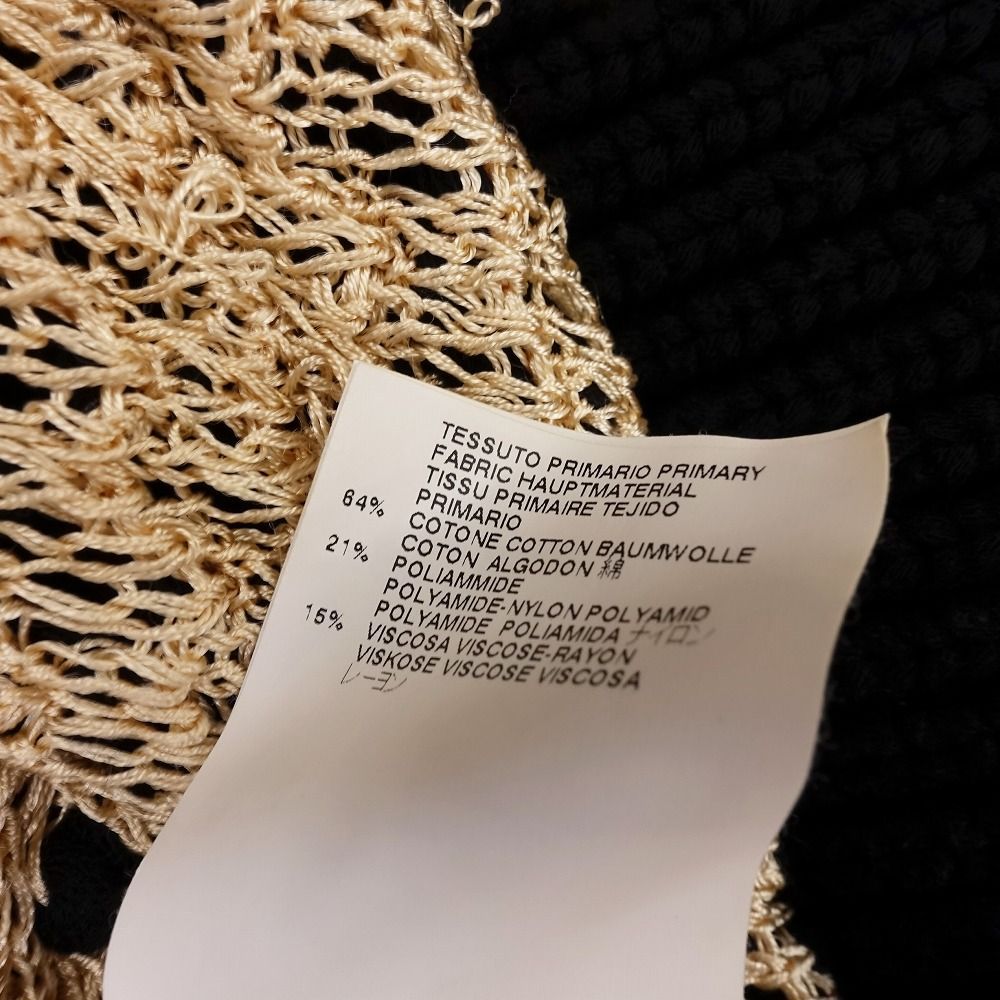 TESSUTO PRIMARIO PRIMARY
FABRIC HAUPTMATERIAL
TISSU PRIMAIRE TEJIDO
PRIMARIO
64% COTONE COTTON BAUMWOLLE
COTON ALGODON 綿
21% POLIAMMIDE
POLYAMIDE-NYLON POLYAMID
POLYAMIDE POLIAMIDA ナイロン
15% VISCOSA VISCOSE-RAYON
VISKOSE VISCOSE VISCOSA
レーヨン